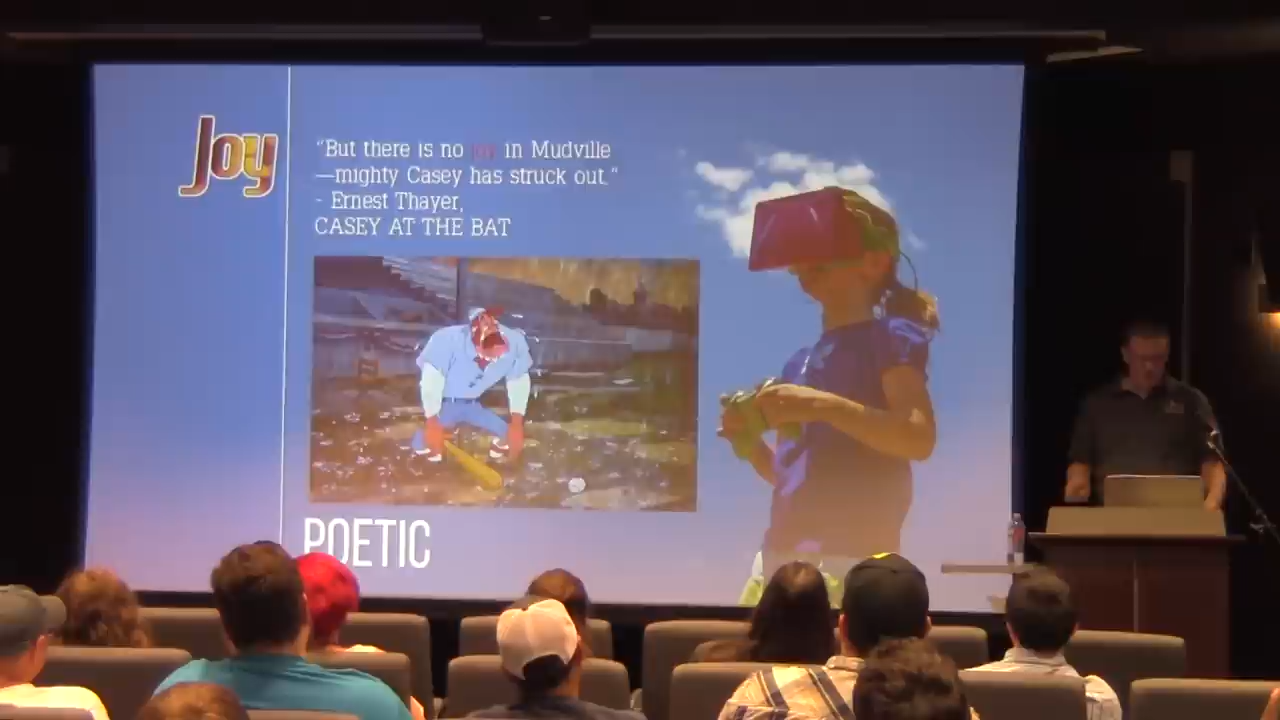 Joy
“But there is no joy in Mudville
—mighty Casey has struck out.”
- Ernest Thayer,
CASEY AT THE BAT
POETIC